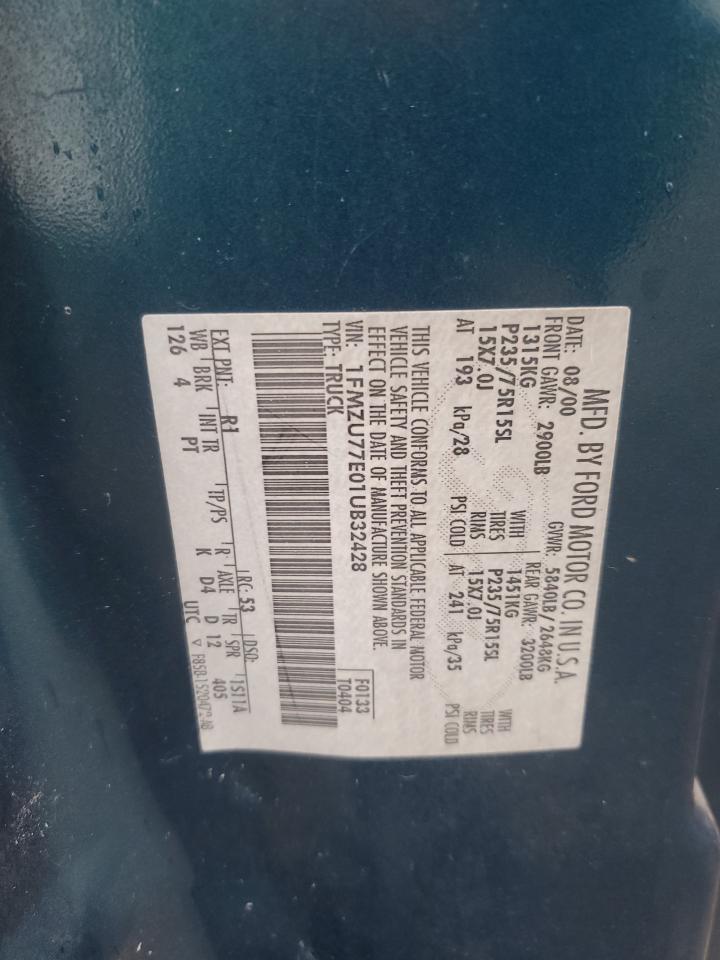 MFD. BY FORD MOTOR CO. IN U.S.A.
DATE: 08/00 GVWR: 5840LB/2648KG
FRONT GAWR: 2900LB REAR GAWR: 3200LB
1315KG WITH 1451KG WITH
P235/75R15SL TIRES P235/75R15SL TIRES
15X7.0J RIMS 15X7.0J RIMS
AT 193 kPa/28 PSI COLD AT 241 kPa/35 PSI COLD
THIS VEHICLE CONFORMS TO ALL APPLICABLE FEDERAL MOTOR
VEHICLE SAFETY AND THEFT PREVENTION STANDARDS IN
EFFECT ON THE DATE OF MANUFACTURE SHOWN ABOVE.
VIN: 1FMZU77E01UB32428 F0133
TYPE: TRUCK T0404
EXT PNT: R1 RC: 53 DSO:
WB BRK INT TR TP/PS R AXLE TR SPR 1S11A
126 4 PT K D4 D 12 405
UTC